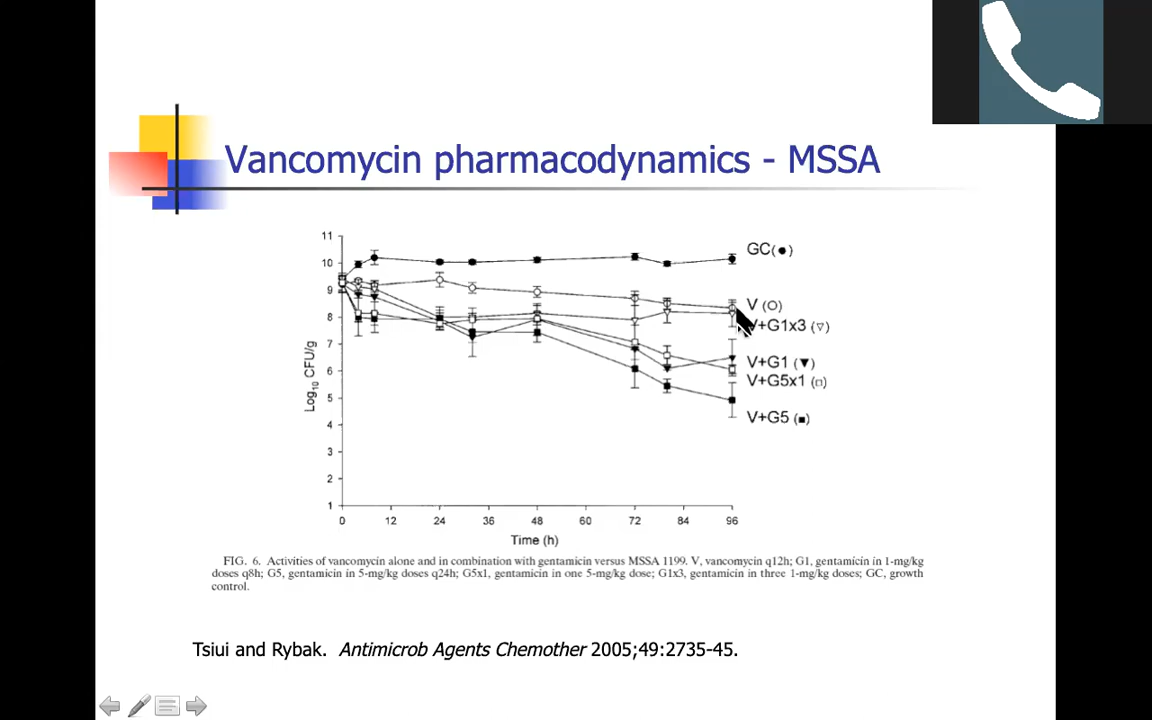 Vancomycin pharmacodynamics - MSSA
11
10
9
8
7
6
5
4
3
2
1
Log10 CFU/g
0 12 24 36 48 60 72 84 96
Time (h)
GC(●)
V (○)
V+G1x3 (▽)
V+G1 (▼)
V+G5x1 (□)
V+G5 (■)
FIG. 6. Activities of vancomycin alone and in combination with gentamicin versus MSSA 1199. V, vancomycin q12h; G1, gentamicin in 1-mg/kg
doses q8h; G5, gentamicin in 5-mg/kg doses q24h; G5x1, gentamicin in one 5-mg/kg dose; G1x3, gentamicin in three 1-mg/kg doses; GC, growth
control.
Tsiui and Rybak. Antimicrob Agents Chemother 2005;49:2735-45.